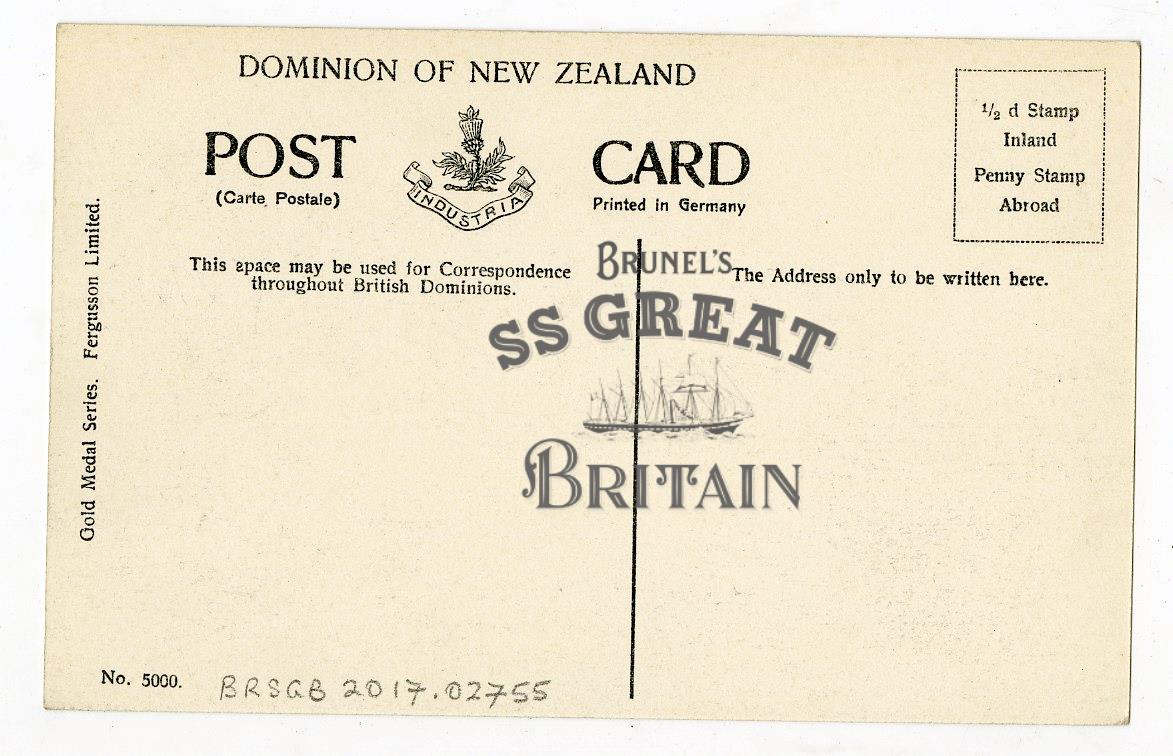 DOMINION OF NEW ZEALAND
POST CARD
(Carte Postale)
INDUSTRIA
Printed in Germany
1/2 d Stamp
Inland
Penny Stamp
Abroad
This space may be used for Correspondence
throughout British Dominions.
The Address only to be written here.
BRUNEL'S
SS GREAT
BRITAIN
Gold Medal Series. Fergusson Limited.
No. 5000.
BRSGB 2017.02755